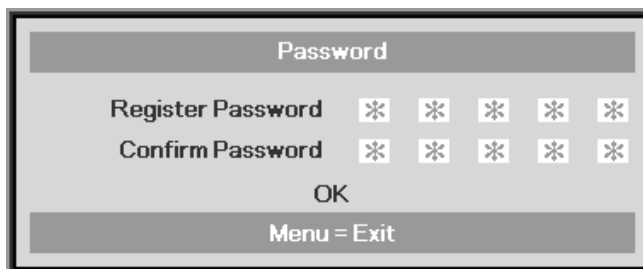 Password
Register Password * * * * *
Confirm Password * * * * *
OK
Menu = Exit